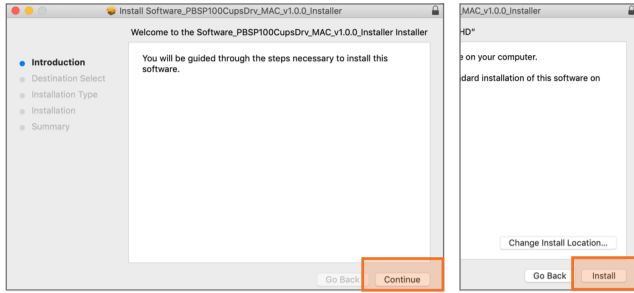 Install Software_PBSP100CupsDrv_MAC_v1.0.0_Installer
Welcome to the Software_PBSP100CupsDrv_MAC_v1.0.0_Installer Installer
Introduction
Destination Select
Installation Type
Installation
Summary
You will be guided through the steps necessary to install this
software.
Go Back
Continue
_MAC_v1.0.0_Installer
HD"
on your computer.
dard installation of this software on
Change Install Location...
Go Back
Install